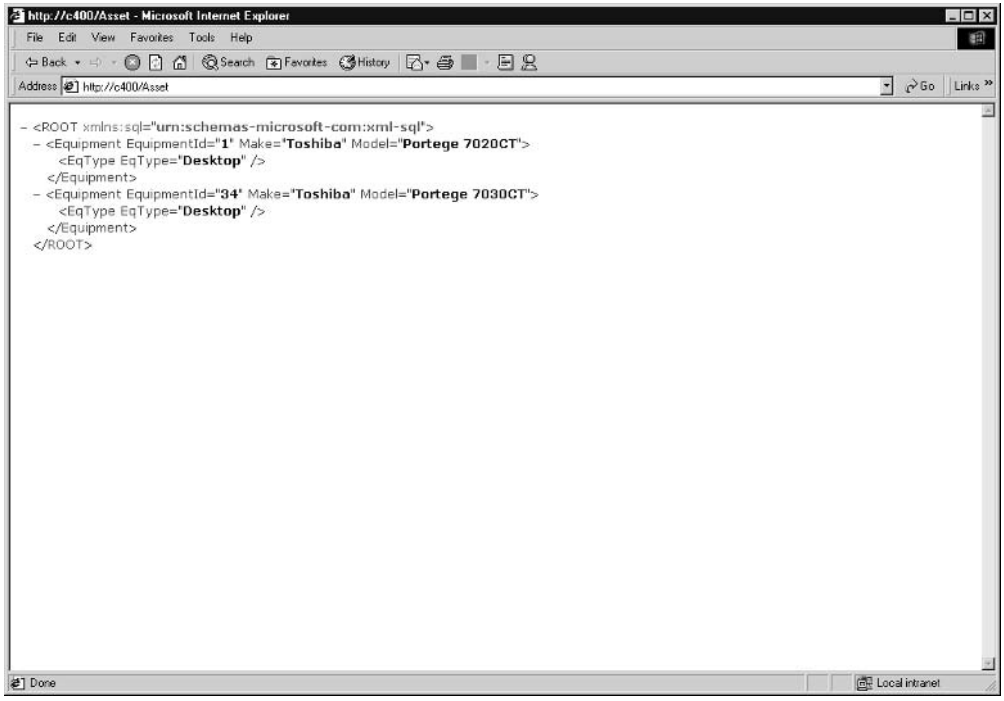 http://c400/Asset - Microsoft Internet Explorer
File Edit View Favorites Tools Help
Back Search Favorites History
Address http://c400/Asset Go Links »
- <ROOT xmlns:sql="urn:schemas-microsoft-com:xml-sql">
- <Equipment EquipmentId="1" Make="Toshiba" Model="Portege 7020CT">
<EqType EqType="Desktop" />
</Equipment>
- <Equipment EquipmentId="34" Make="Toshiba" Model="Portege 7030CT">
<EqType EqType="Desktop" />
</Equipment>
</ROOT>
Done Local intranet